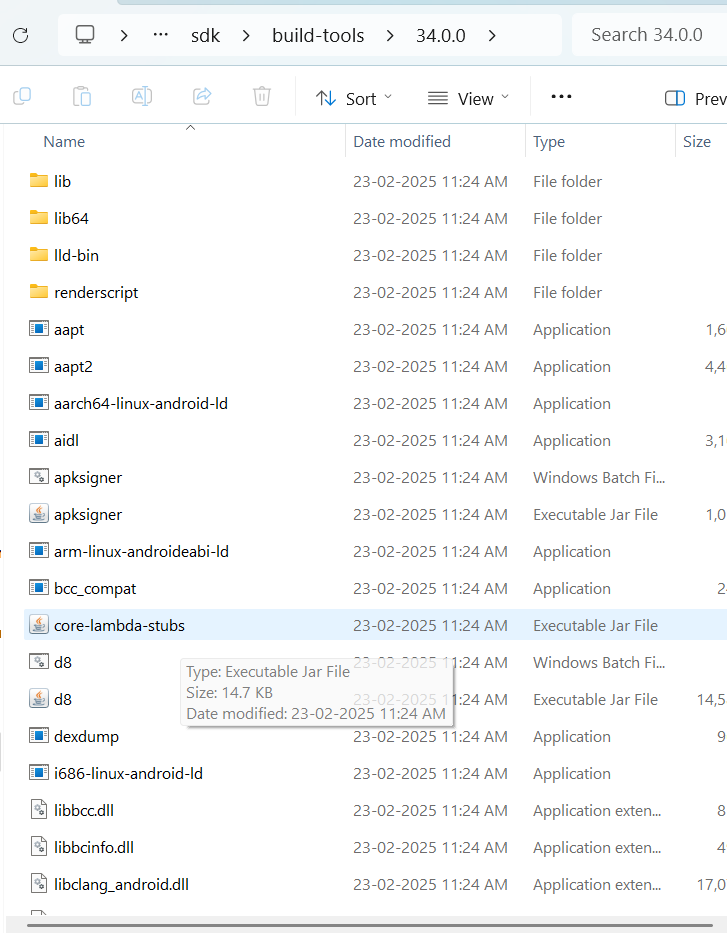 sdk build-tools 34.0.0 Search 34.0.0
Sort View Prev
Name Date modified Type Size
lib 23-02-2025 11:24 AM File folder
lib64 23-02-2025 11:24 AM File folder
lld-bin 23-02-2025 11:24 AM File folder
renderscript 23-02-2025 11:24 AM File folder
aapt 23-02-2025 11:24 AM Application 1,6
aapt2 23-02-2025 11:24 AM Application 4,4
aarch64-linux-android-ld 23-02-2025 11:24 AM Application
aidl 23-02-2025 11:24 AM Application 3,1
apksigner 23-02-2025 11:24 AM Windows Batch Fi...
apksigner 23-02-2025 11:24 AM Executable Jar File 1,0
arm-linux-androideabi-ld 23-02-2025 11:24 AM Application
bcc_compat 23-02-2025 11:24 AM Application 2
core-lambda-stubs 23-02-2025 11:24 AM Executable Jar File
d8 23-02-2025 11:24 AM Windows Batch Fi...
Type: Executable Jar File
Size: 14.7 KB
Date modified: 23-02-2025 11:24 AM
d8 23-02-2025 11:24 AM Executable Jar File 14,5
dexdump 23-02-2025 11:24 AM Application 9
i686-linux-android-ld 23-02-2025 11:24 AM Application
libbcc.dll 23-02-2025 11:24 AM Application exten... 8
libbcinfo.dll 23-02-2025 11:24 AM Application exten... 4
libclang_android.dll 23-02-2025 11:24 AM Application exten... 17,0